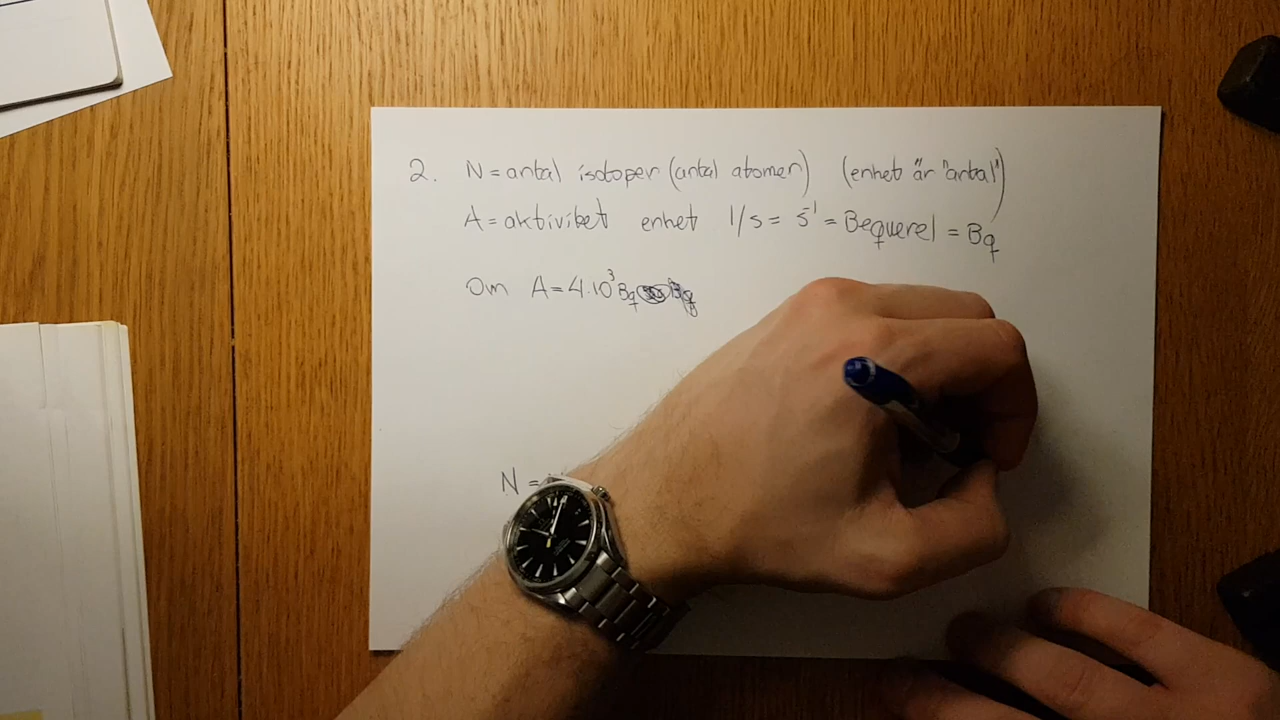 2. N = antal isotoper (antal atomer) (enhet är "antal")
A = aktivitet enhet 1/s = s⁻¹ = Bequerel = Bq
Om A = 4·10³ Bq
N =